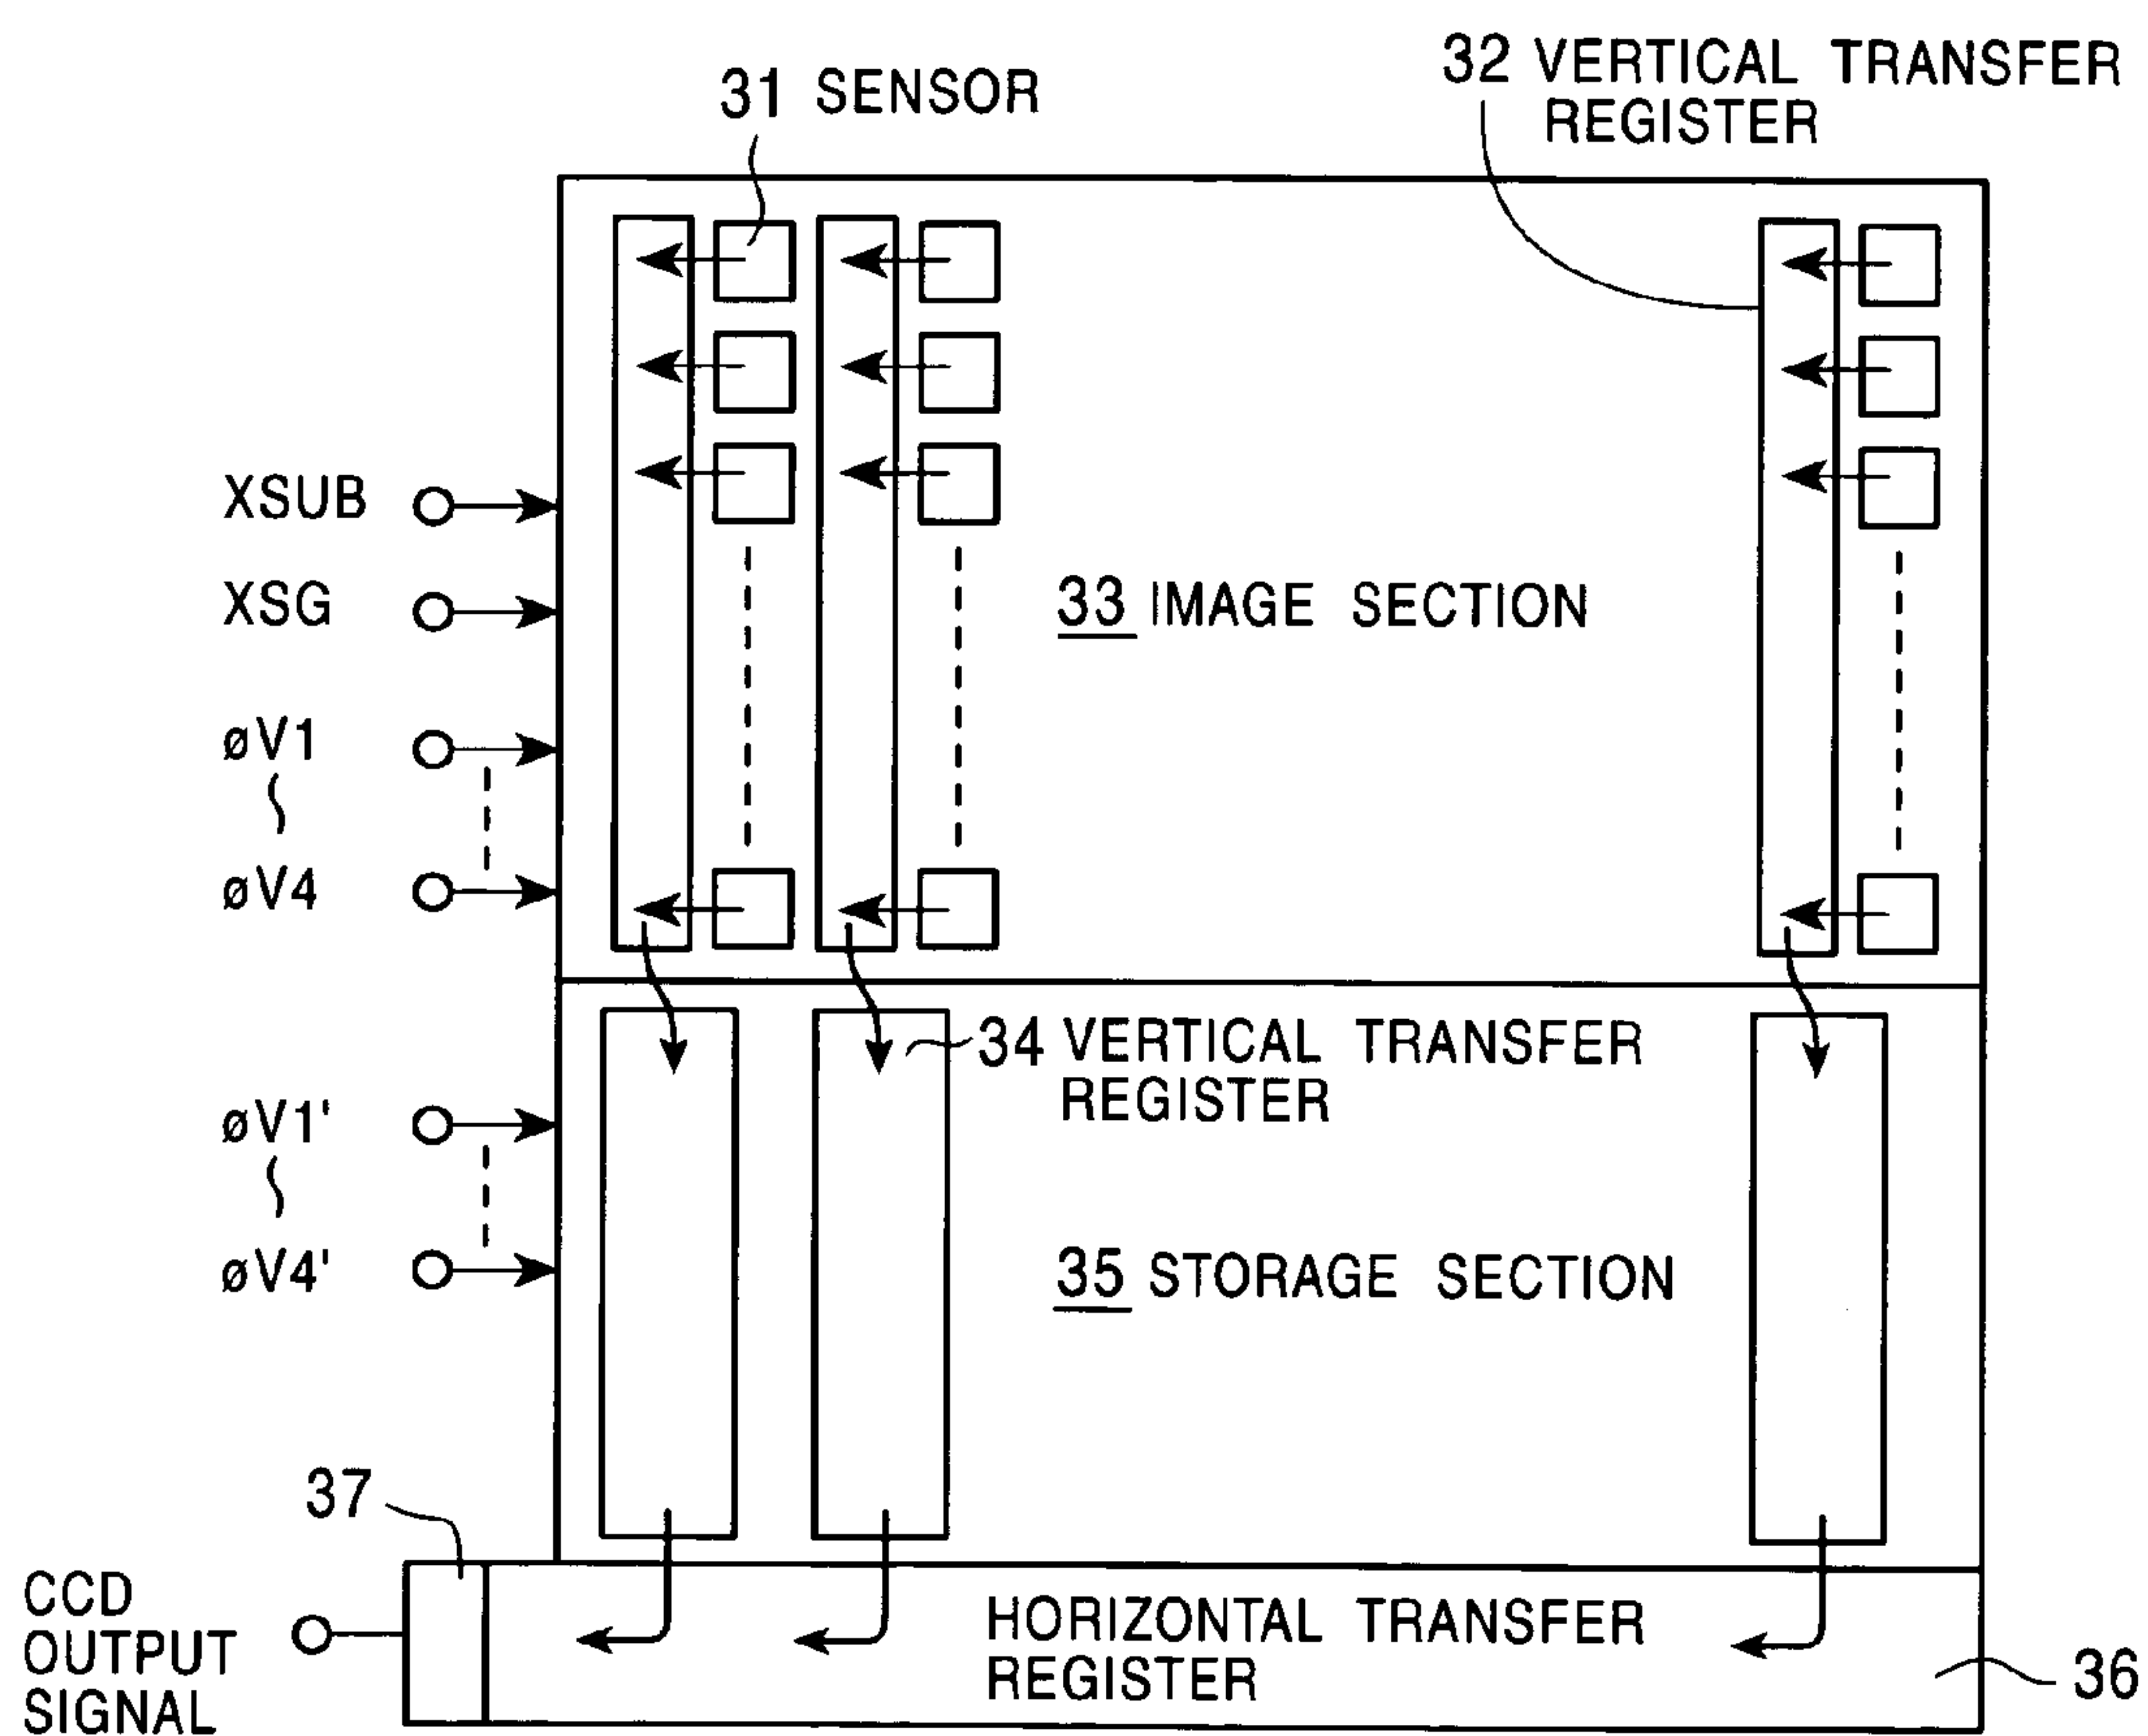 31 SENSOR
32 VERTICAL TRANSFER
REGISTER
XSUB
XSG
33 IMAGE SECTION
øV1
øV4
34 VERTICAL TRANSFER
REGISTER
øV1'
øV4'
35 STORAGE SECTION
37
CCD
OUTPUT
SIGNAL
HORIZONTAL TRANSFER
REGISTER
36